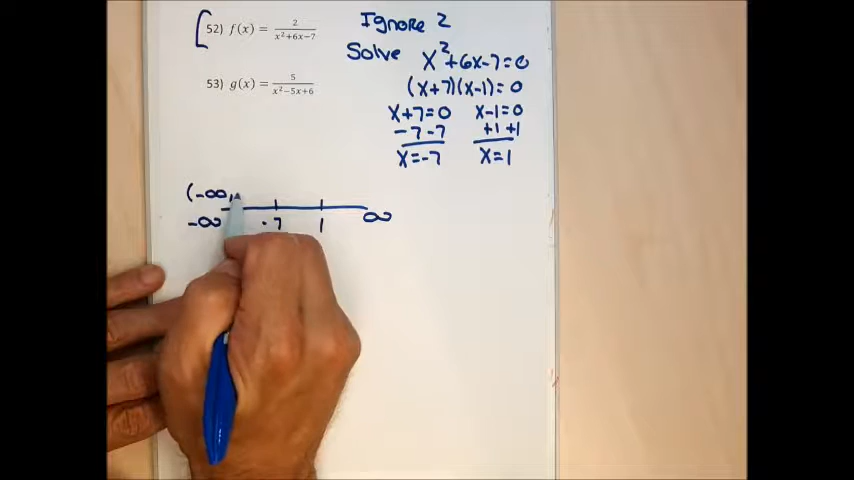 52) f(x) = 2/(x²+6x−7)
53) g(x) = 5/(x²−5x+6)
Ignore 2
Solve x²+6x-7=0
(x+7)(x-1)=0
x+7=0 x-1=0
-7 -7 +1 +1
x=-7 x=1
(-∞,
-∞ -7 1 ∞